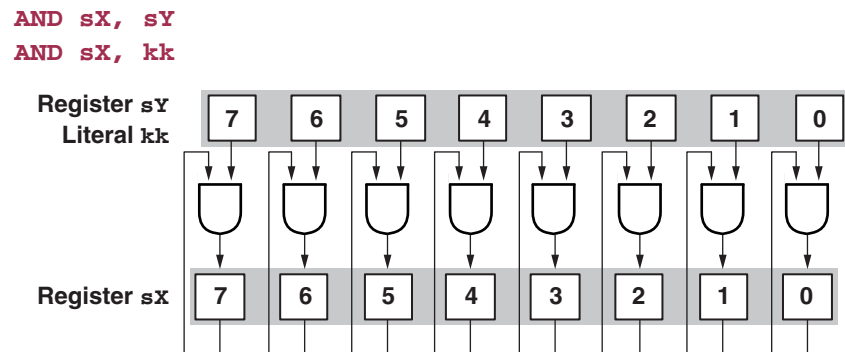 AND sX, sY
AND sX, kk
Register sY
Literal kk
7 6 5 4 3 2 1 0
Register sX
7 6 5 4 3 2 1 0